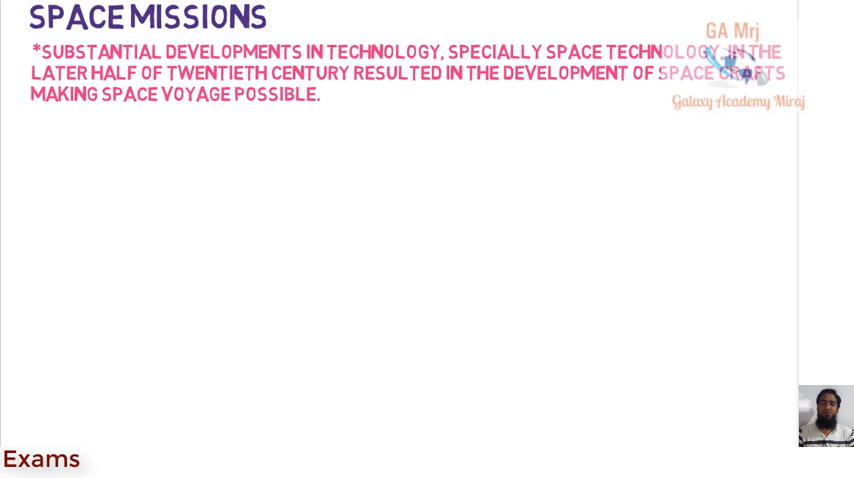 SPACE MISSIONS
GA Mrj
*SUBSTANTIAL DEVELOPMENTS IN TECHNOLOGY, SPECIALLY SPACE TECHNOLOGY, IN THE
LATER HALF OF TWENTIETH CENTURY RESULTED IN THE DEVELOPMENT OF SPACE CRAFTS
MAKING SPACE VOYAGE POSSIBLE.
Galaxy Academy Miraj
Exams